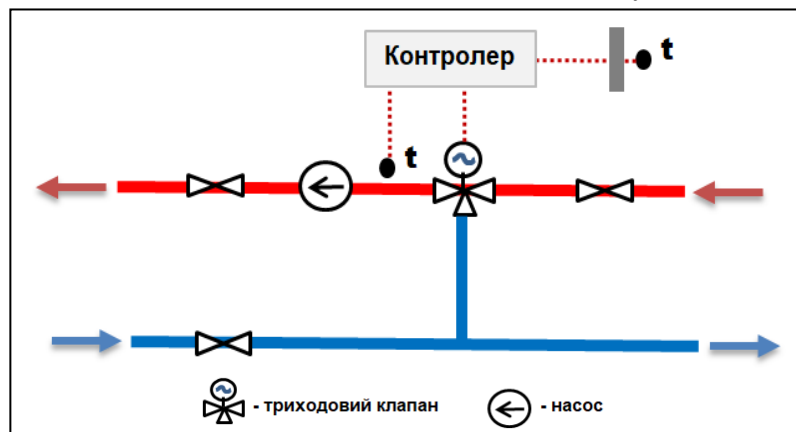 Контролер
t
t
- триходовий клапан
- насос